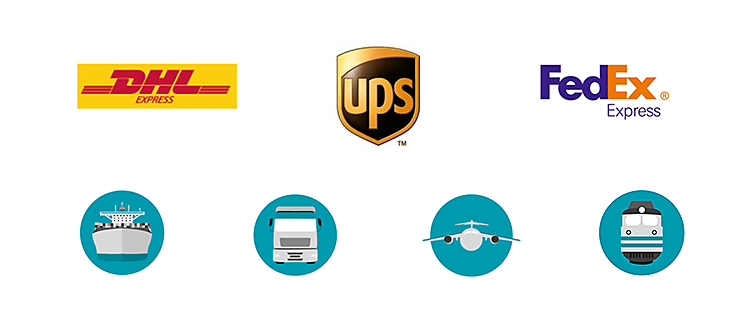 DHL
EXPRESS
ups
TM
FedEx®
Express